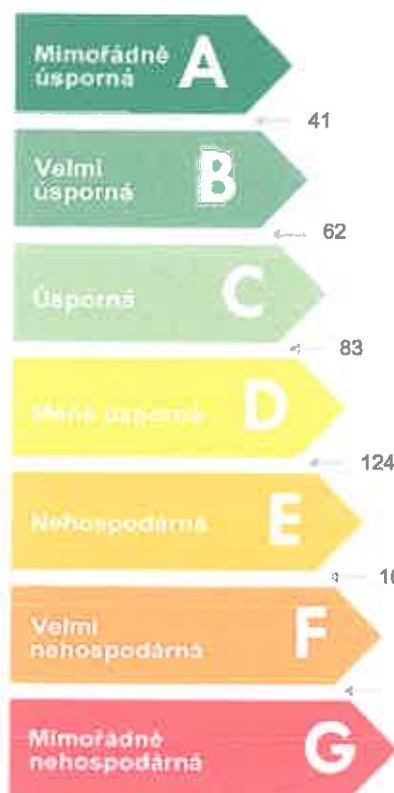 Mimořádně
úsporná
A
41
Velmi
úsporná
B
62
Úsporná
C
83
Méně úsporná
D
124
Nehospodárná
E
Velmi
nehospodárná
F
Mimořádně
nehospodárná
G